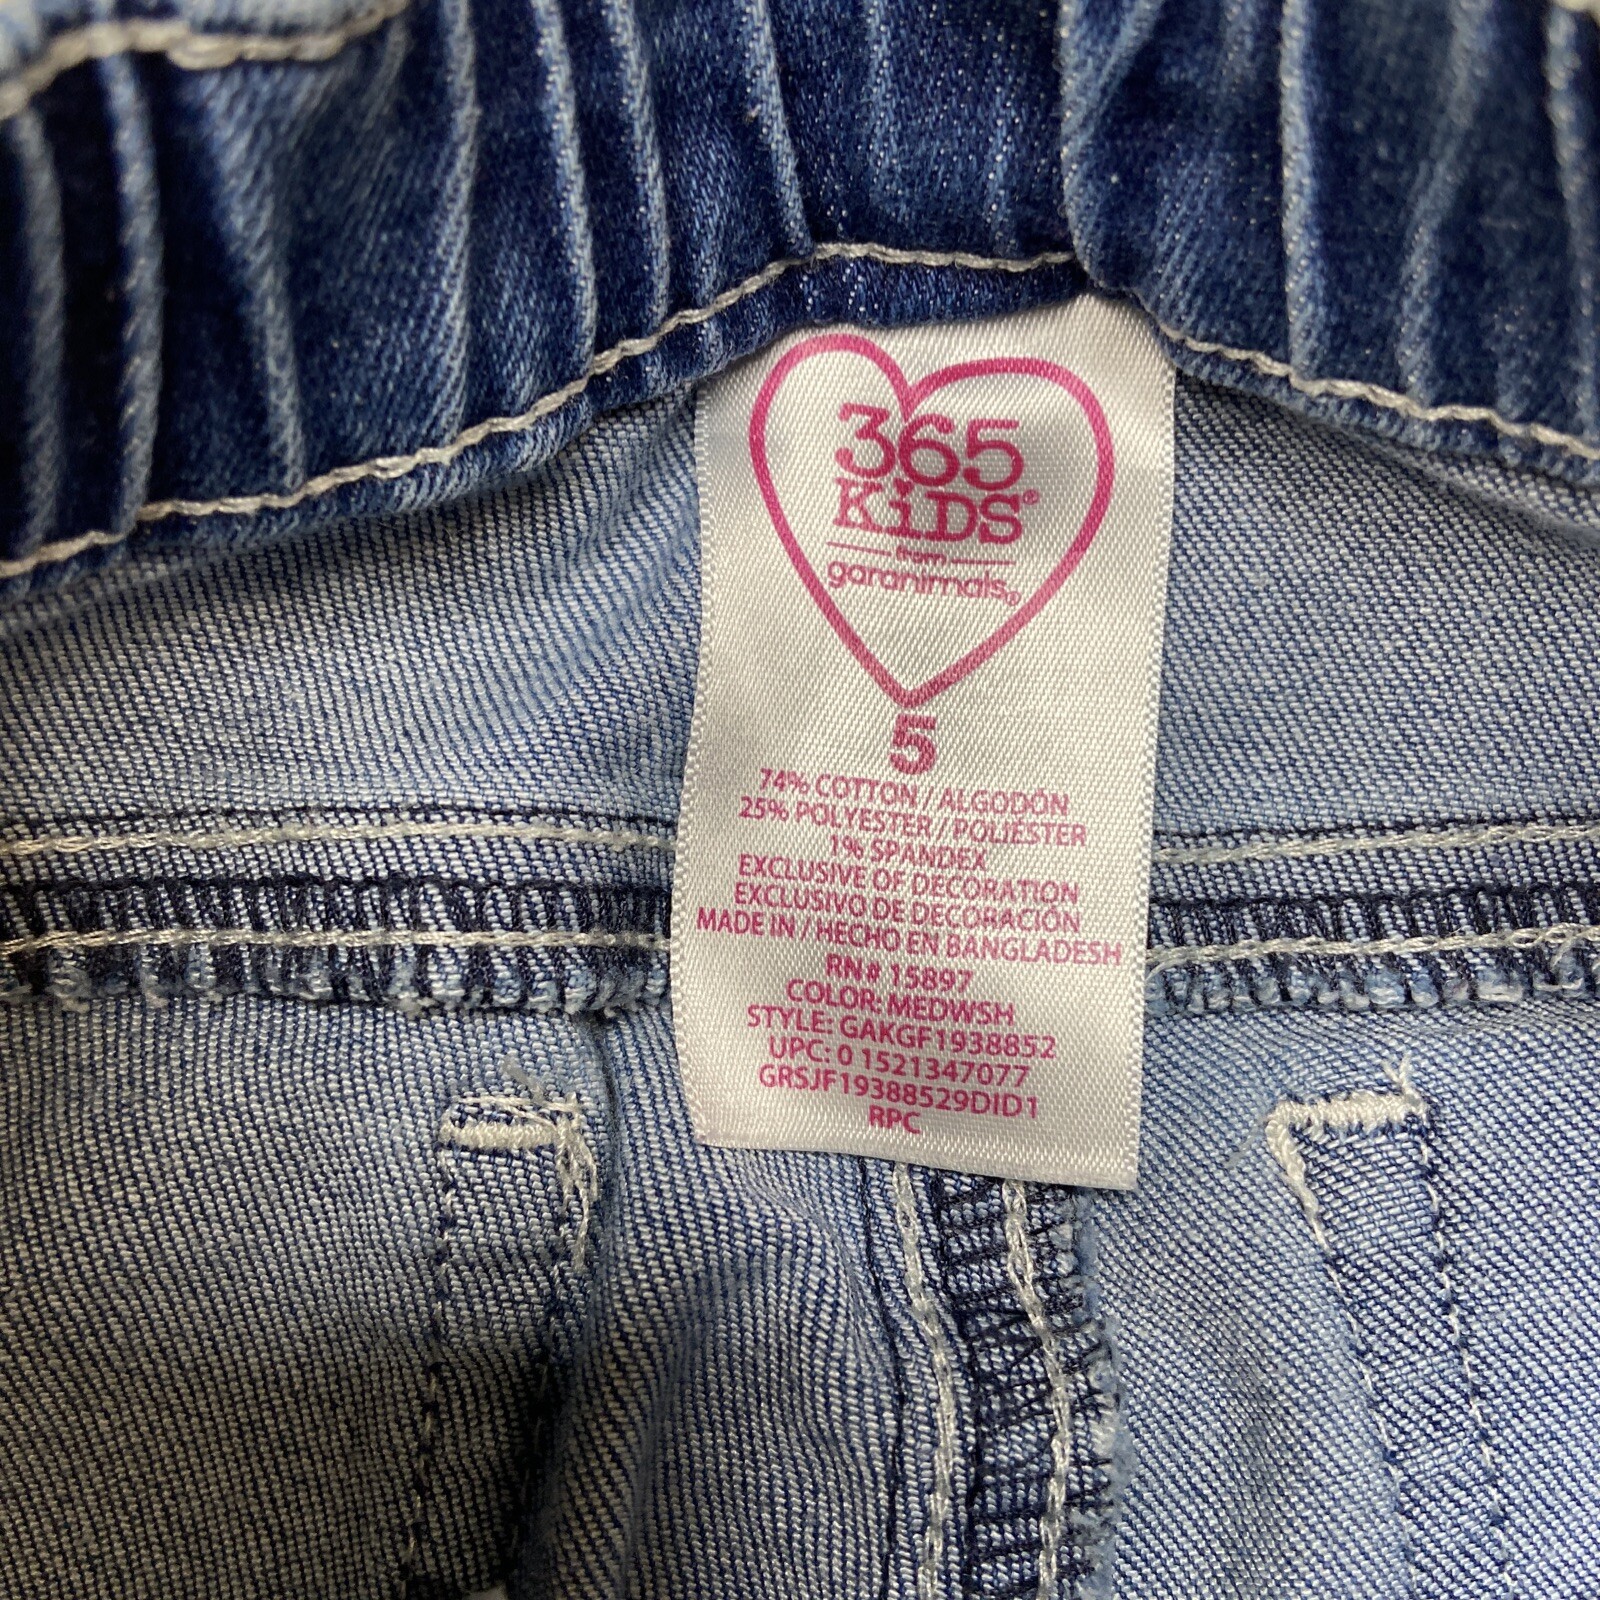 365
KiDS®
from
garanimals®
5
74% COTTON / ALGODÓN
25% POLYESTER / POLIÉSTER
1% SPANDEX
EXCLUSIVE OF DECORATION
EXCLUSIVO DE DECORACIÓN
MADE IN / HECHO EN BANGLADESH
RN# 15897
COLOR: MEDWSH
STYLE: GAKGF1938852
UPC: 0 1521347077
GRSJF19388529DID1
RPC